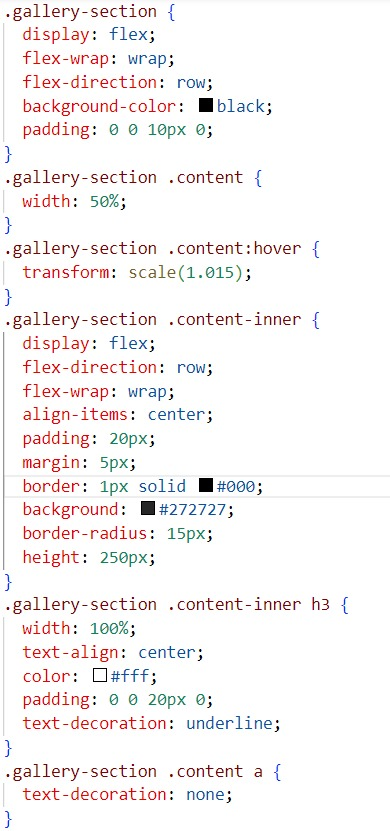 .gallery-section {
  display: flex;
  flex-wrap: wrap;
  flex-direction: row;
  background-color: black;
  padding: 0 0 10px 0;
}
.gallery-section .content {
  width: 50%;
}
.gallery-section .content:hover {
  transform: scale(1.015);
}
.gallery-section .content-inner {
  display: flex;
  flex-direction: row;
  flex-wrap: wrap;
  align-items: center;
  padding: 20px;
  margin: 5px;
  border: 1px solid #000;
  background: #272727;
  border-radius: 15px;
  height: 250px;
}
.gallery-section .content-inner h3 {
  width: 100%;
  text-align: center;
  color: #fff;
  padding: 0 0 20px 0;
  text-decoration: underline;
}
.gallery-section .content a {
  text-decoration: none;
}